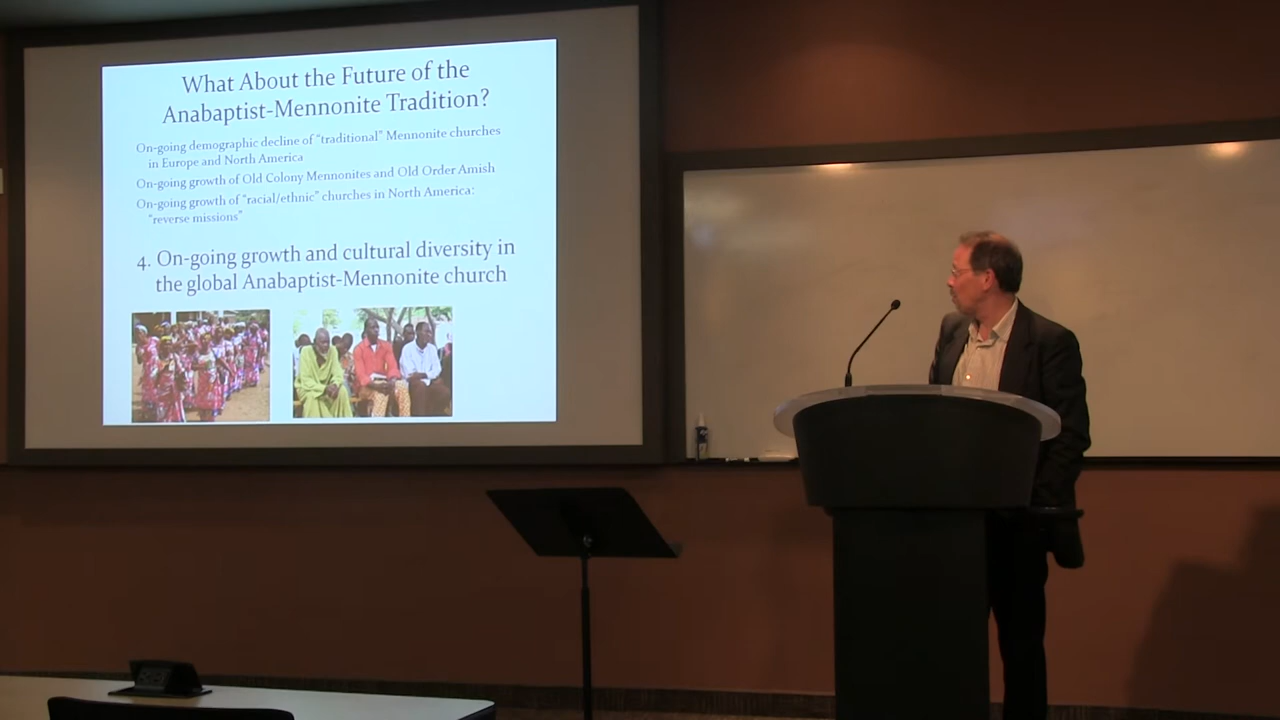 What About the Future of the
Anabaptist-Mennonite Tradition?
On-going demographic decline of “traditional” Mennonite churches
in Europe and North America
On-going growth of Old Colony Mennonites and Old Order Amish
On-going growth of “racial/ethnic” churches in North America:
“reverse missions”
4. On-going growth and cultural diversity in
the global Anabaptist-Mennonite church